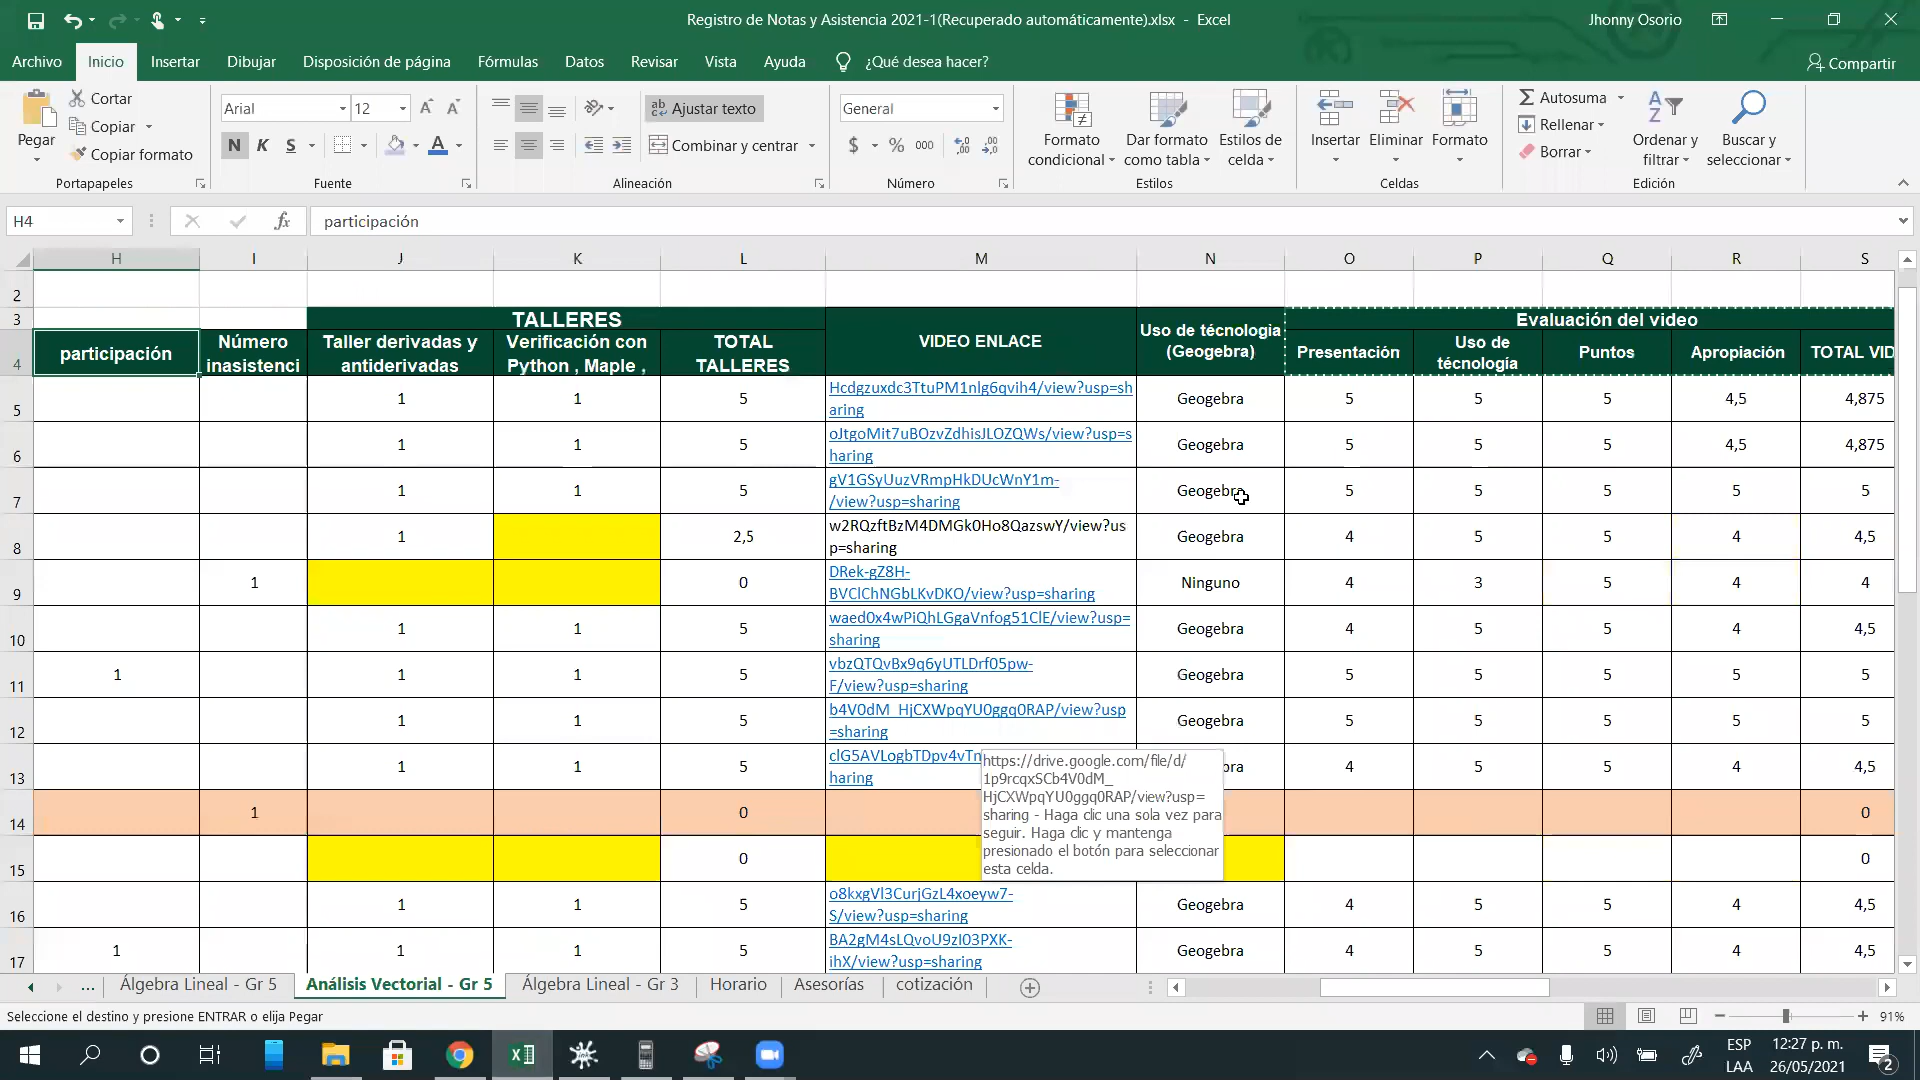 Registro de Notas y Asistencia 2021-1(Recuperado automáticamente).xlsx - Excel
Jhonny Osorio
Archivo Inicio Insertar Dibujar Disposición de página Fórmulas Datos Revisar Vista Ayuda ¿Qué desea hacer? Compartir
Pegar
Cortar
Copiar
Copiar formato
Portapapeles
Arial 12
N K S
Fuente
Ajustar texto
Combinar y centrar
Alineación
General
$ % 000
Número
Formato condicional
Dar formato como tabla
Estilos de celda
Estilos
Insertar Eliminar Formato
Celdas
Autosuma
Rellenar
Borrar
Ordenar y filtrar
Buscar y seleccionar
Edición
H4 fx participación
H I J K L M N O P Q R S
2
3 TALLERES Evaluación del video
4 participación Número inasistenci Taller derivadas y antiderivadas Verificación con Python , Maple , TOTAL TALLERES VIDEO ENLACE Uso de técnologia (Geogebra) Presentación Uso de técnología Puntos Apropiación TOTAL VID
5 1 1 5 Hcdgzuxdc3TtuPM1nlg6qvih4/view?usp=sharing Geogebra 5 5 5 4,5 4,875
6 1 1 5 oJtgoMit7uBOzvZdhisJLOZQWs/view?usp=sharing Geogebra 5 5 5 4,5 4,875
7 1 1 5 gV1GSyUuzVRmpHkDUcWnY1m-/view?usp=sharing Geogebra 5 5 5 5 5
8 1 2,5 w2RQzftBzM4DMGk0Ho8QazswY/view?usp=sharing Geogebra 4 5 5 4 4,5
9 1 0 DRek-gZ8H-BVClChNGbLKvDKO/view?usp=sharing Ninguno 4 3 5 4 4
10 1 1 5 waed0x4wPiQhLGgaVnfog51ClE/view?usp=sharing Geogebra 4 5 5 4 4,5
11 1 1 1 5 vbzQTQvBx9q6yUTLDrf05pw-F/view?usp=sharing Geogebra 5 5 5 5 5
12 1 1 5 b4V0dM_HjCXWpqYU0ggq0RAP/view?usp=sharing Geogebra 5 5 5 5 5
13 1 1 5 clG5AVLogbTDpv4vTn haring bra 4 5 5 4 4,5
14 1 0 0
15 0 0
16 1 1 5 o8kxgVl3CurjGzL4xoeyw7-S/view?usp=sharing Geogebra 4 5 5 4 4,5
17 1 1 1 5 BA2gM4sLQvoU9zI03PXK-ihX/view?usp=sharing Geogebra 4 5 5 4 4,5
https://drive.google.com/file/d/
1p9rcqxSCb4V0dM_
HjCXWpqYU0ggq0RAP/view?usp=
sharing - Haga clic una sola vez para
seguir. Haga clic y mantenga
presionado el botón para seleccionar
esta celda.
... Álgebra Lineal - Gr 5 Análisis Vectorial - Gr 5 Álgebra Lineal - Gr 3 Horario Asesorías cotización
Seleccione el destino y presione ENTRAR o elija Pegar
91%
ESP
LAA
12:27 p. m.
26/05/2021
2